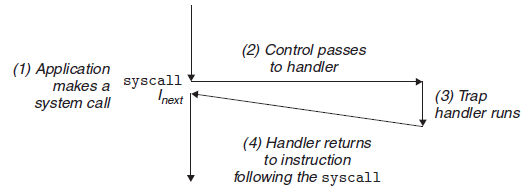 (1) Application
makes a
system call
syscall
Inext
(2) Control passes
to handler
(3) Trap
handler runs
(4) Handler returns
to instruction
following the syscall